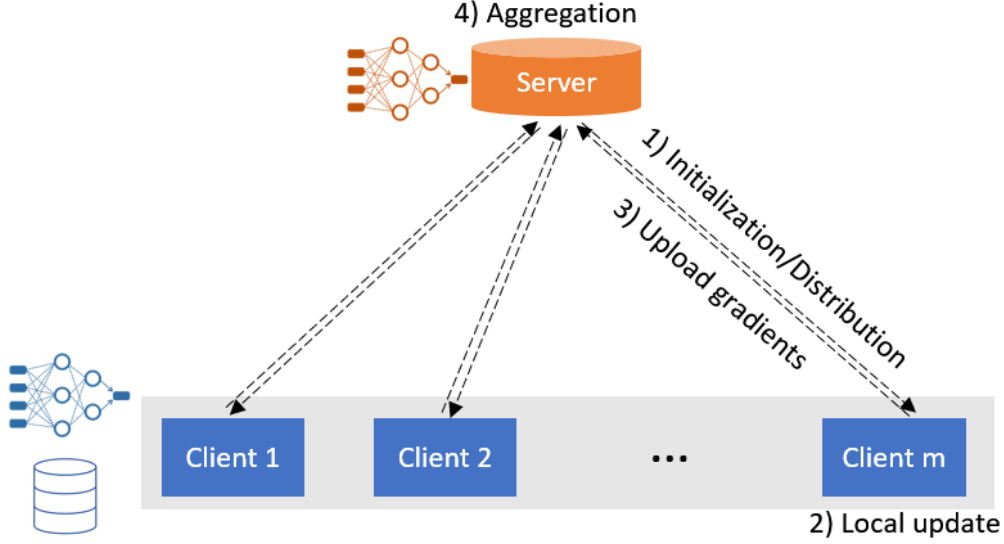 4) Aggregation
Server
1) Initialization/Distribution
3) Upload gradients
Client 1
Client 2
...
Client m
2) Local update